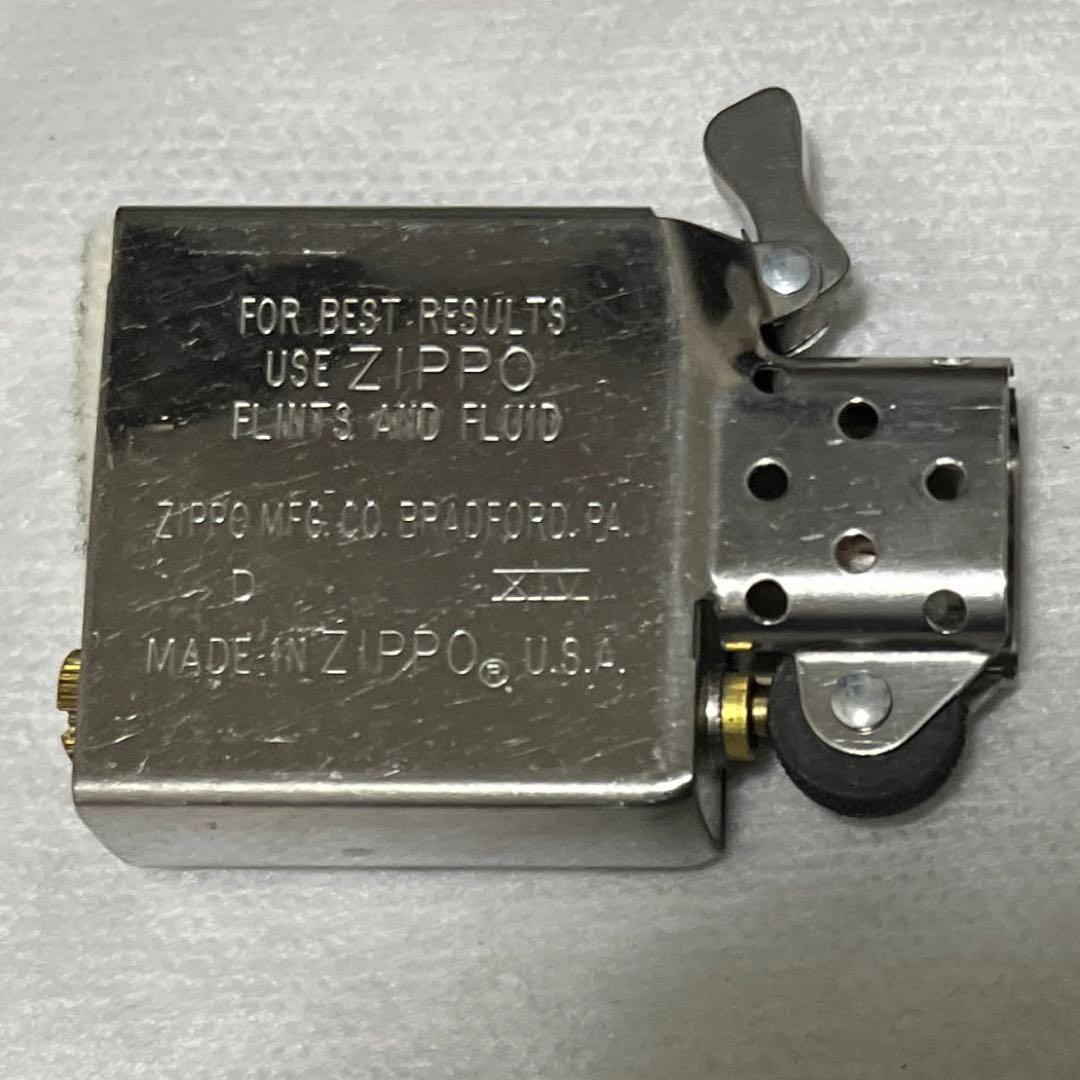 FOR BEST RESULTS
USE ZIPPO
FLINTS AND FLUID
ZIPPO MFG. CO. BRADFORD. PA.
D XIV
MADE IN ZIPPO® U.S.A.